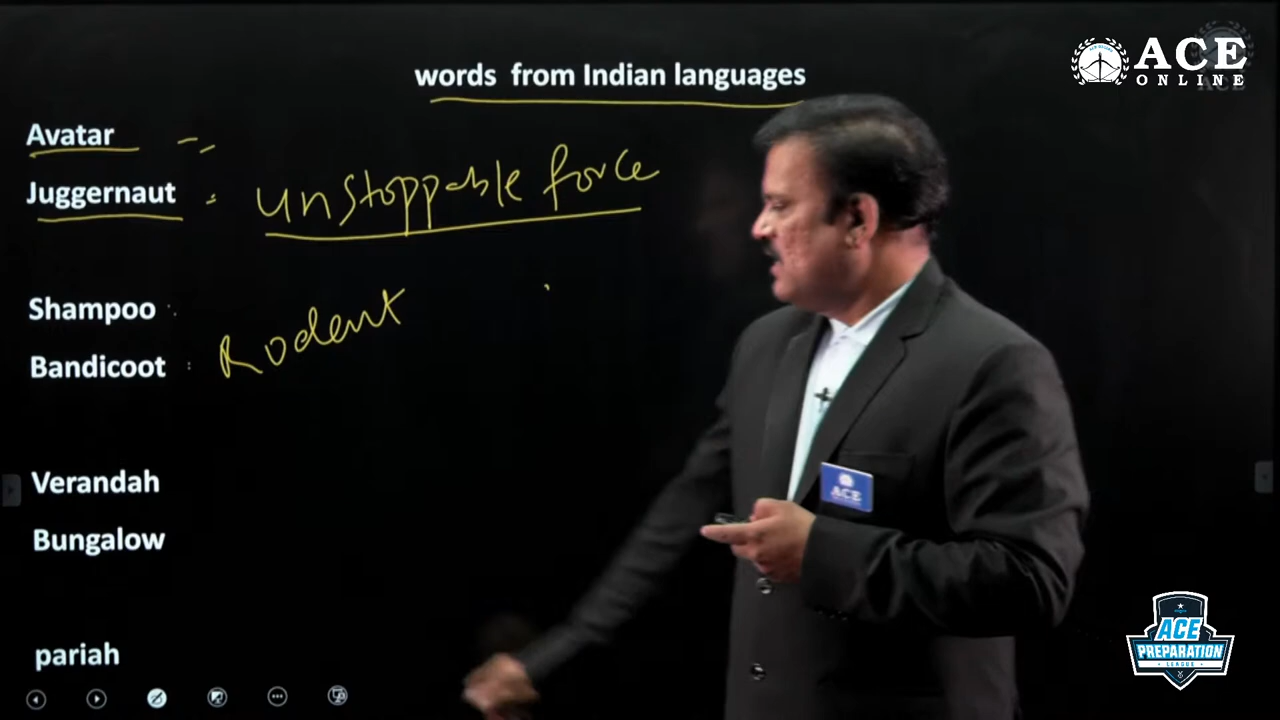 words from Indian languages
ACE
ONLINE
Avatar
Juggernaut : unstoppable force
Shampoo :
Bandicoot : Rodent
Verandah
Bungalow
pariah
ACE
ACE
PREPARATION
LEAGUE